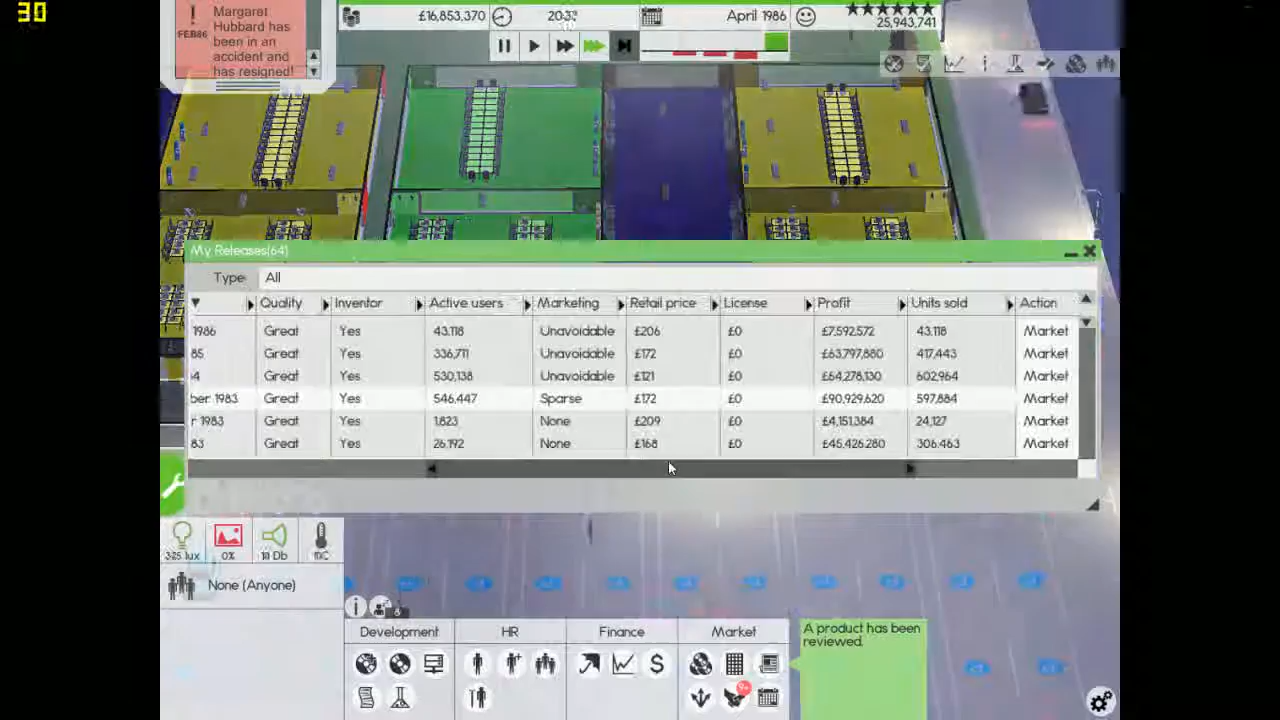 30
Margaret
Hubbard has
FEB86 been in an
accident and
has resigned!
£16,853,370
April 1986
25,943,741
My Releases(64)
Type: All
Quality Inventor Active users Marketing Retail price License Profit Units sold Action
1986 Great Yes 43,118 Unavoidable £206 £0 £7,592,572 43,118 Market
85 Great Yes 336,711 Unavoidable £172 £0 £63,797,880 417,443 Market
4 Great Yes 530,138 Unavoidable £121 £0 £64,278,130 602,964 Market
ber 1983 Great Yes 546,447 Sparse £172 £0 £90,929,620 597,884 Market
r 1983 Great Yes 1,823 None £209 £0 £4,151,384 24,127 Market
83 Great Yes 26,192 None £168 £0 £45,426,280 306,463 Market
325 lux 0% 10 Db
None (Anyone)
Development HR Finance Market
A product has been
reviewed.
9+